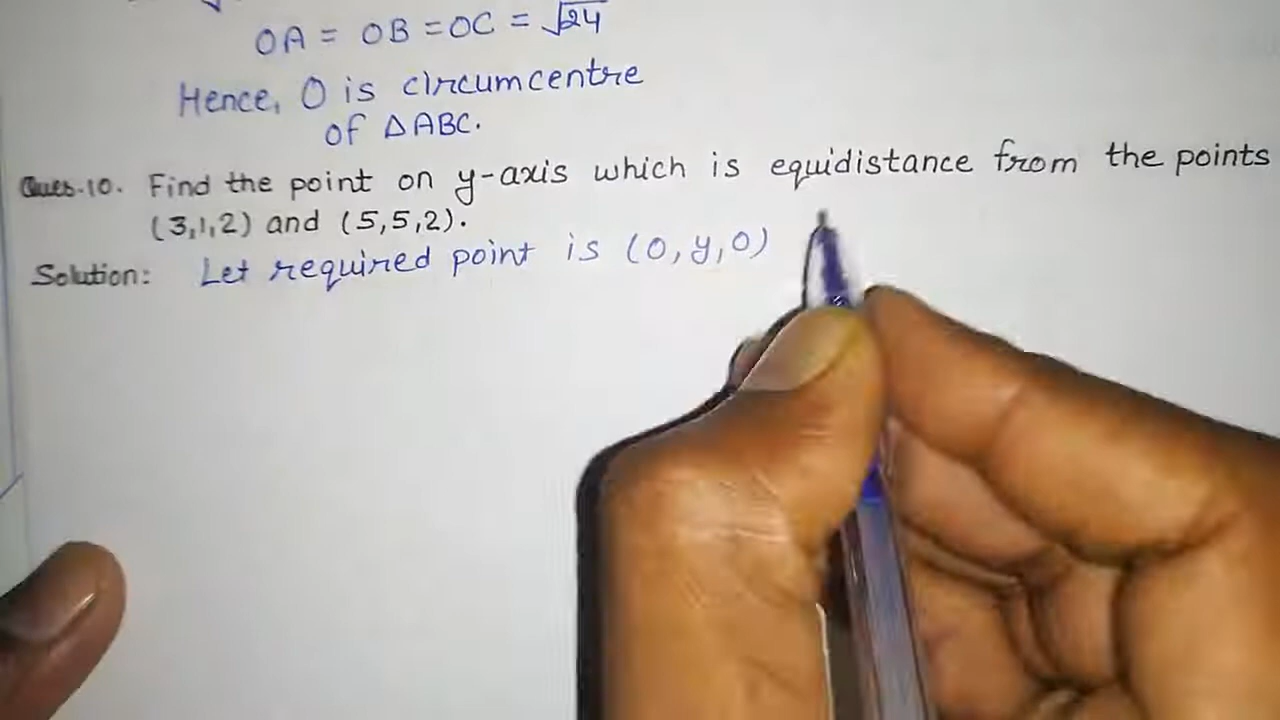 OA = OB = OC = √24
Hence, O is circumcentre
of △ABC.
Ques.10. Find the point on y-axis which is equidistance from the points
(3,1,2) and (5,5,2).
Solution: Let required point is (0, y, 0)